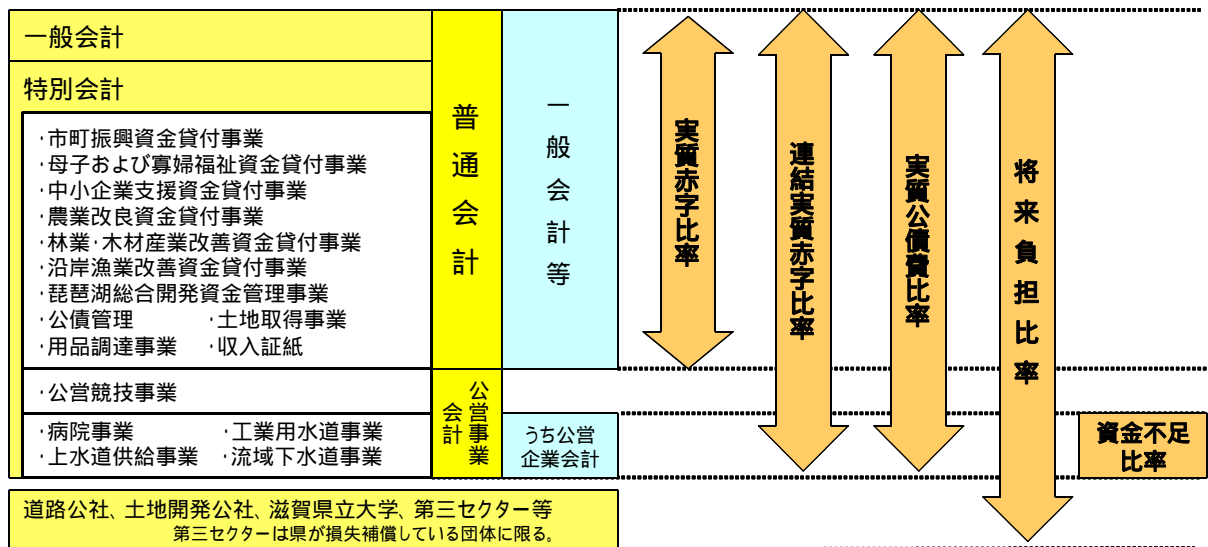 一般会計
特別会計
・市町振興資金貸付事業
・母子および寡婦福祉資金貸付事業
・中小企業支援資金貸付事業
・農業改良資金貸付事業
・林業・木材産業改善資金貸付事業
・沿岸漁業改善資金貸付事業
・琵琶湖総合開発資金管理事業
・公債管理 ・土地取得事業
・用品調達事業 ・収入証紙
・公営競技事業
・病院事業 ・工業用水道事業
・上水道供給事業 ・流域下水道事業
普通会計
公営事業
会計
一般会計等
うち公営
企業会計
実質赤字比率
連結実質赤字比率
実質公債費比率
将来負担比率
資金不足
比率
道路公社、土地開発公社、滋賀県立大学、第三セクター等
第三セクターは県が損失補償している団体に限る。